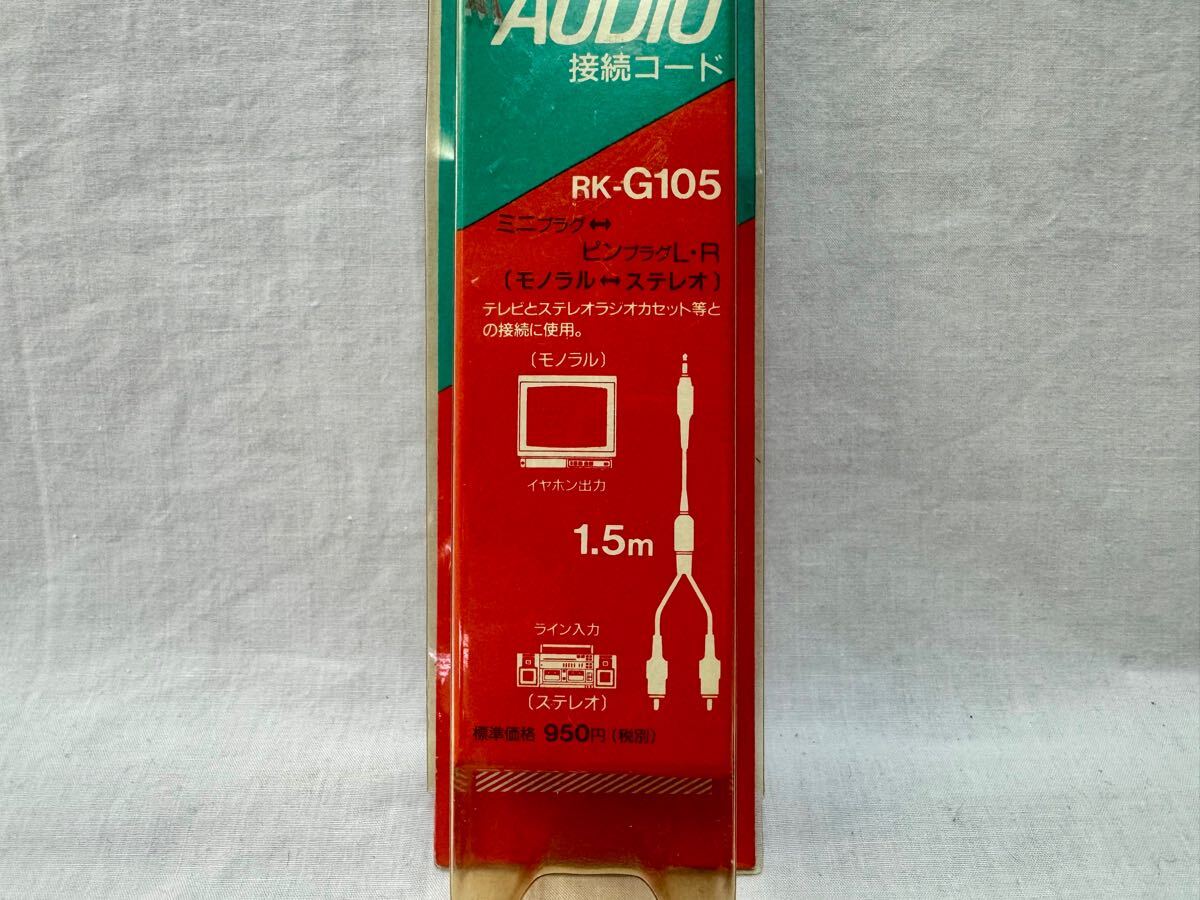 AUDIO
接続コード
RK-G105
ミニプラグ⇔
ピンプラグL・R
(モノラル⇔ステレオ)
テレビとステレオラジオカセット等と
の接続に使用。
(モノラル)
イヤホン出力
1.5m
ライン入力
(ステレオ)
標準価格 950円(税別)